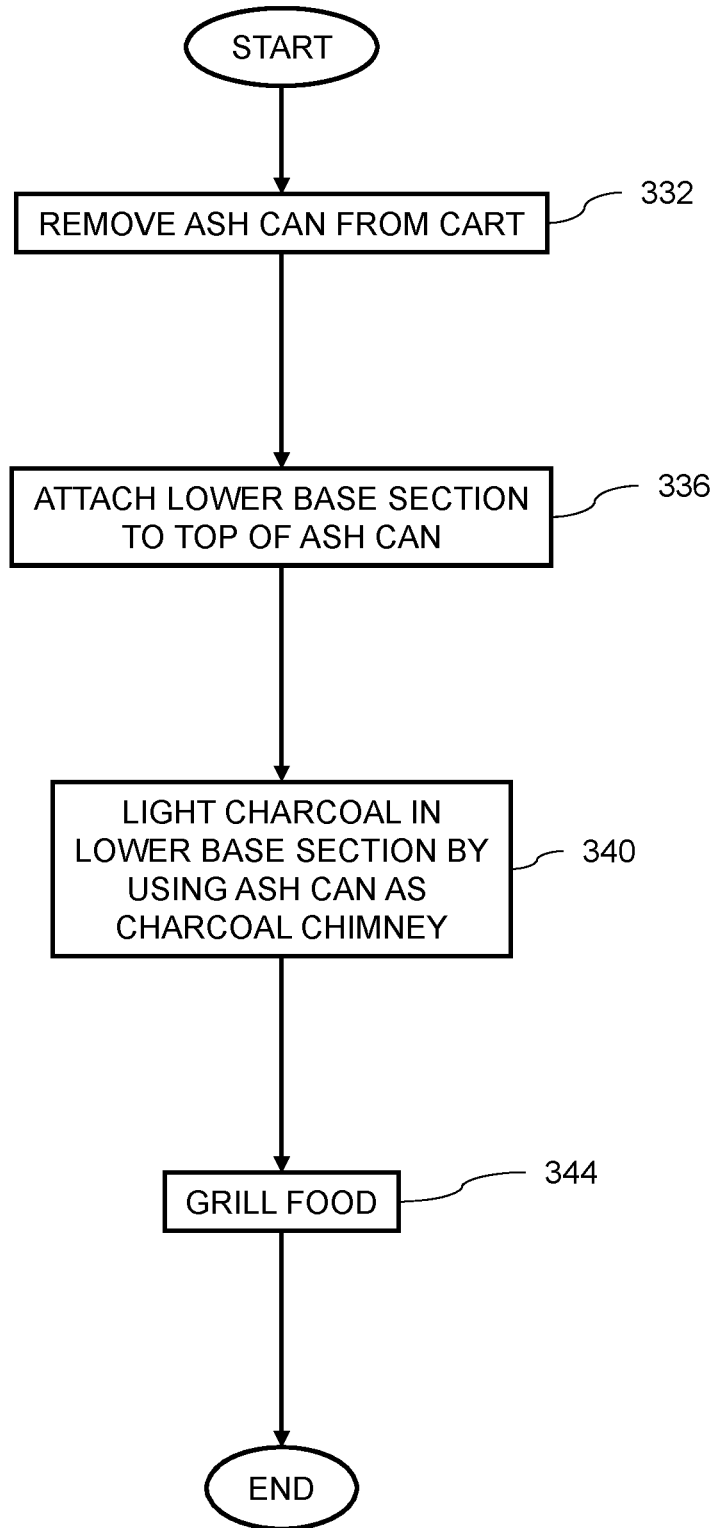 START
REMOVE ASH CAN FROM CART
332
ATTACH LOWER BASE SECTION
TO TOP OF ASH CAN
336
LIGHT CHARCOAL IN
LOWER BASE SECTION BY
USING ASH CAN AS
CHARCOAL CHIMNEY
340
GRILL FOOD
344
END